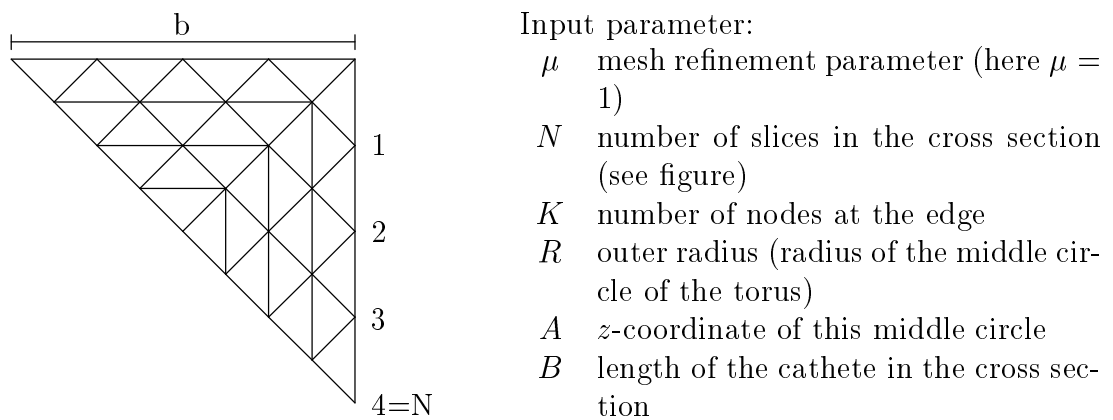 b
1
2
3
4=N
Input parameter:
μ mesh refinement parameter (here μ =
1)
N number of slices in the cross section
(see figure)
K number of nodes at the edge
R outer radius (radius of the middle cir-
cle of the torus)
A z-coordinate of this middle circle
B length of the cathete in the cross sec-
tion